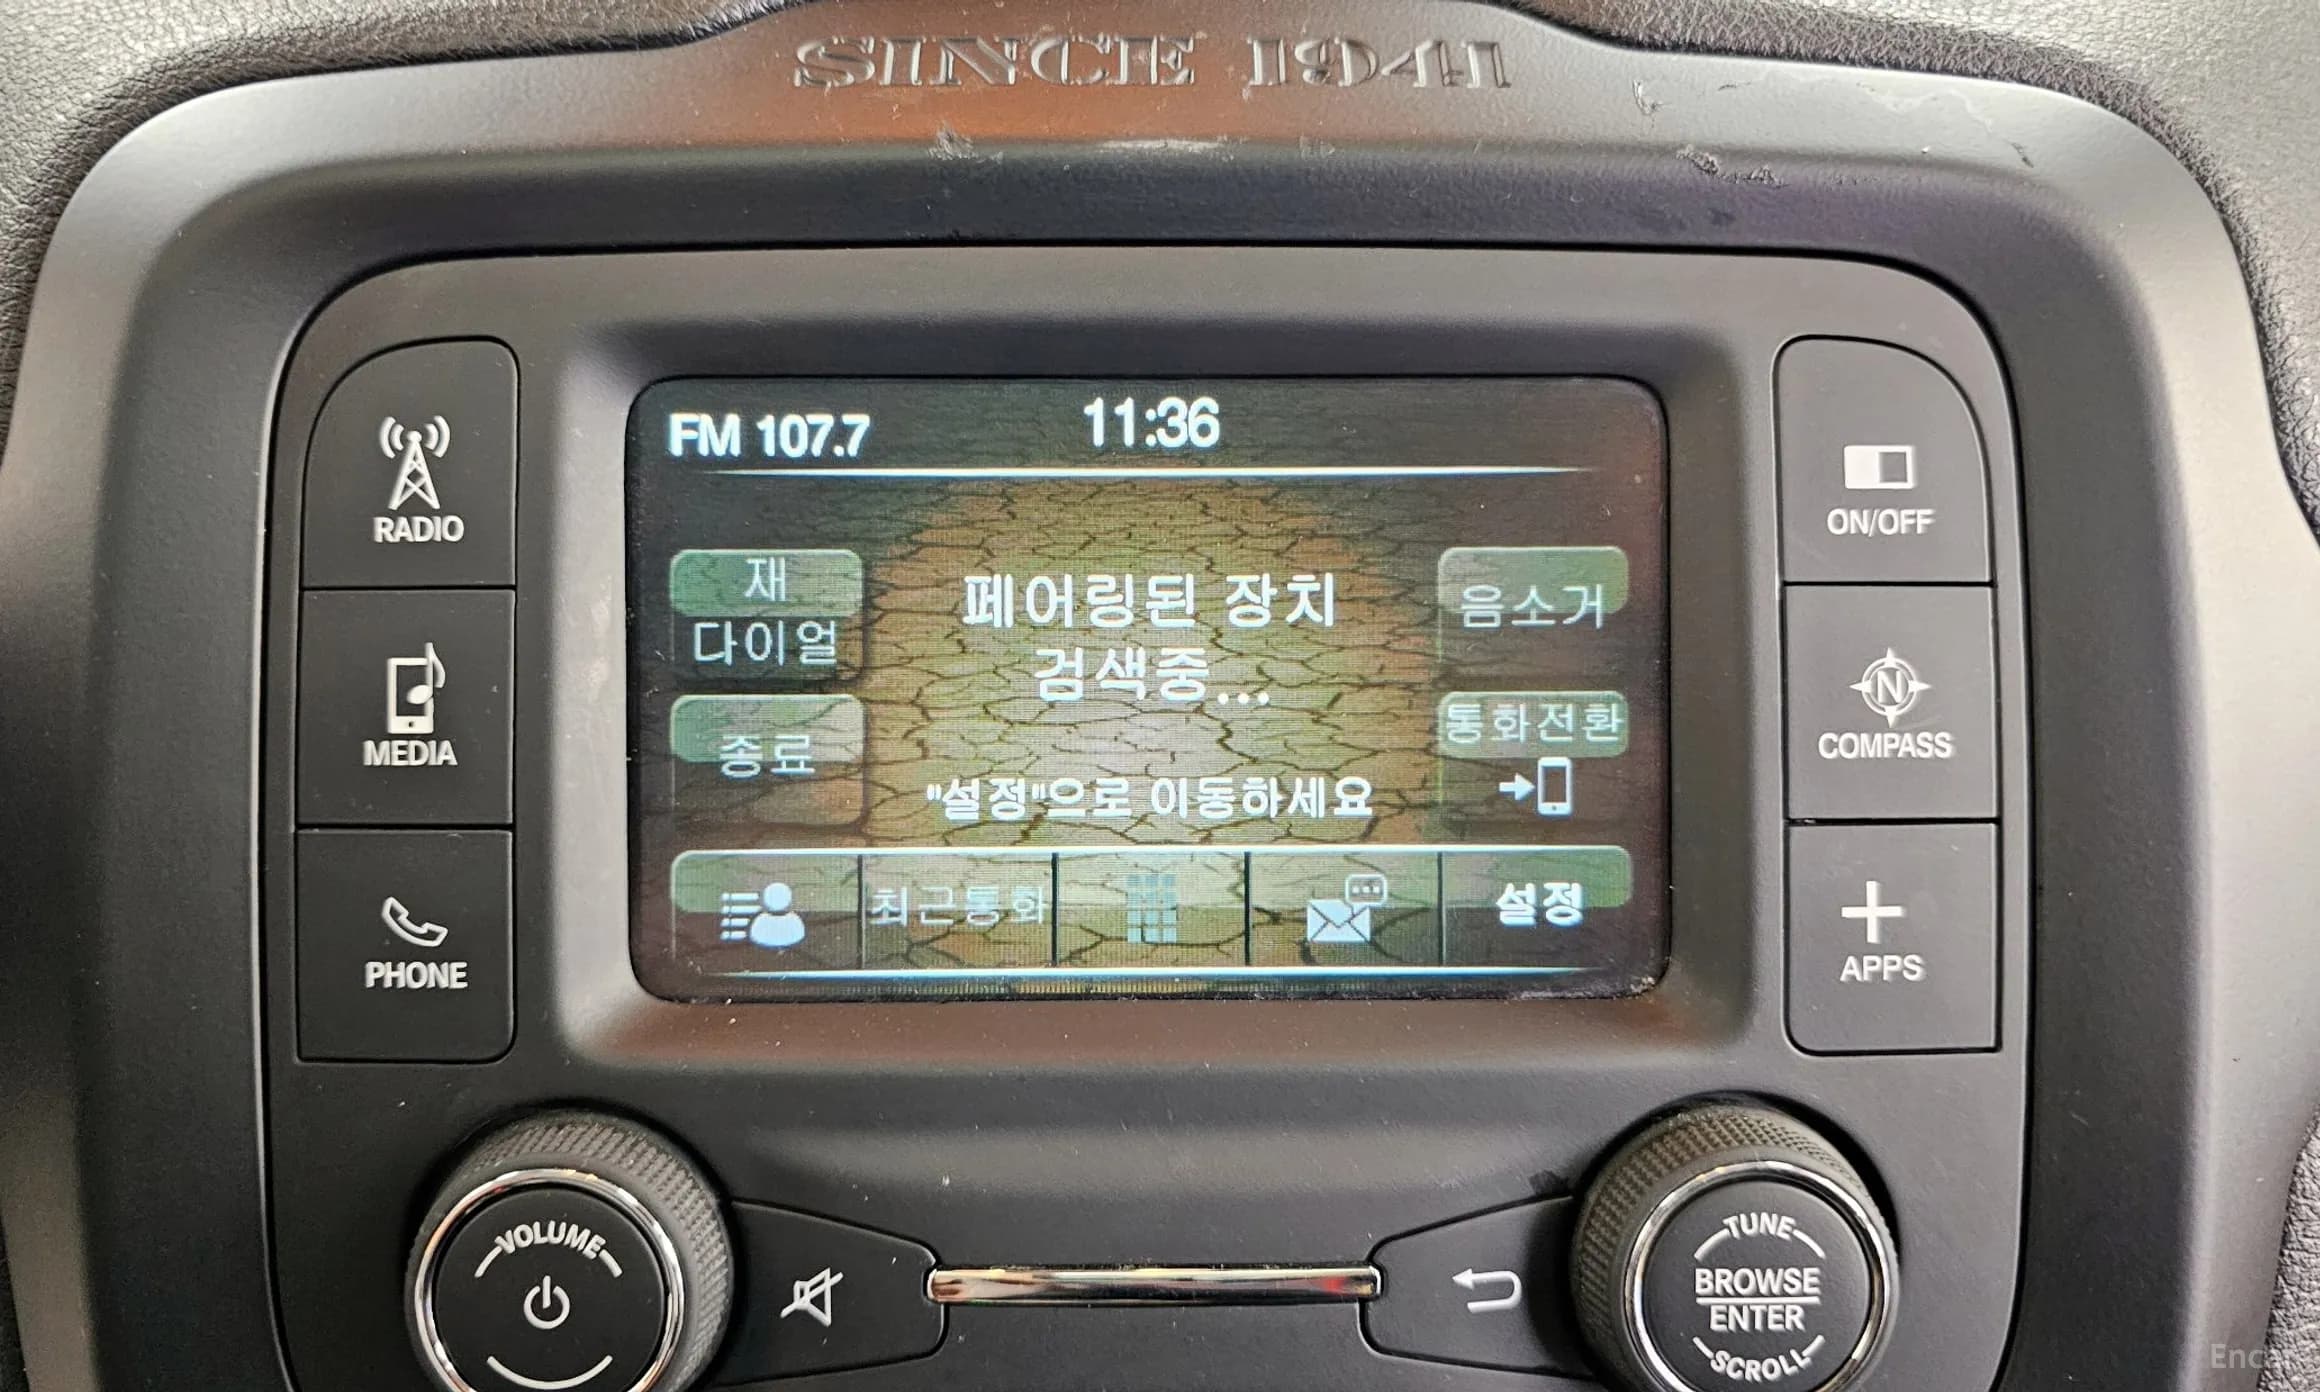 SINCE 1941
FM 107.7
11:36
RADIO
MEDIA
PHONE
재
다이얼
종료
페어링된 장치
검색중...
"설정"으로 이동하세요
음소거
통화전환
최근통화
설정
ON/OFF
N
COMPASS
APPS
VOLUME
TUNE
BROWSE
ENTER
SCROLL